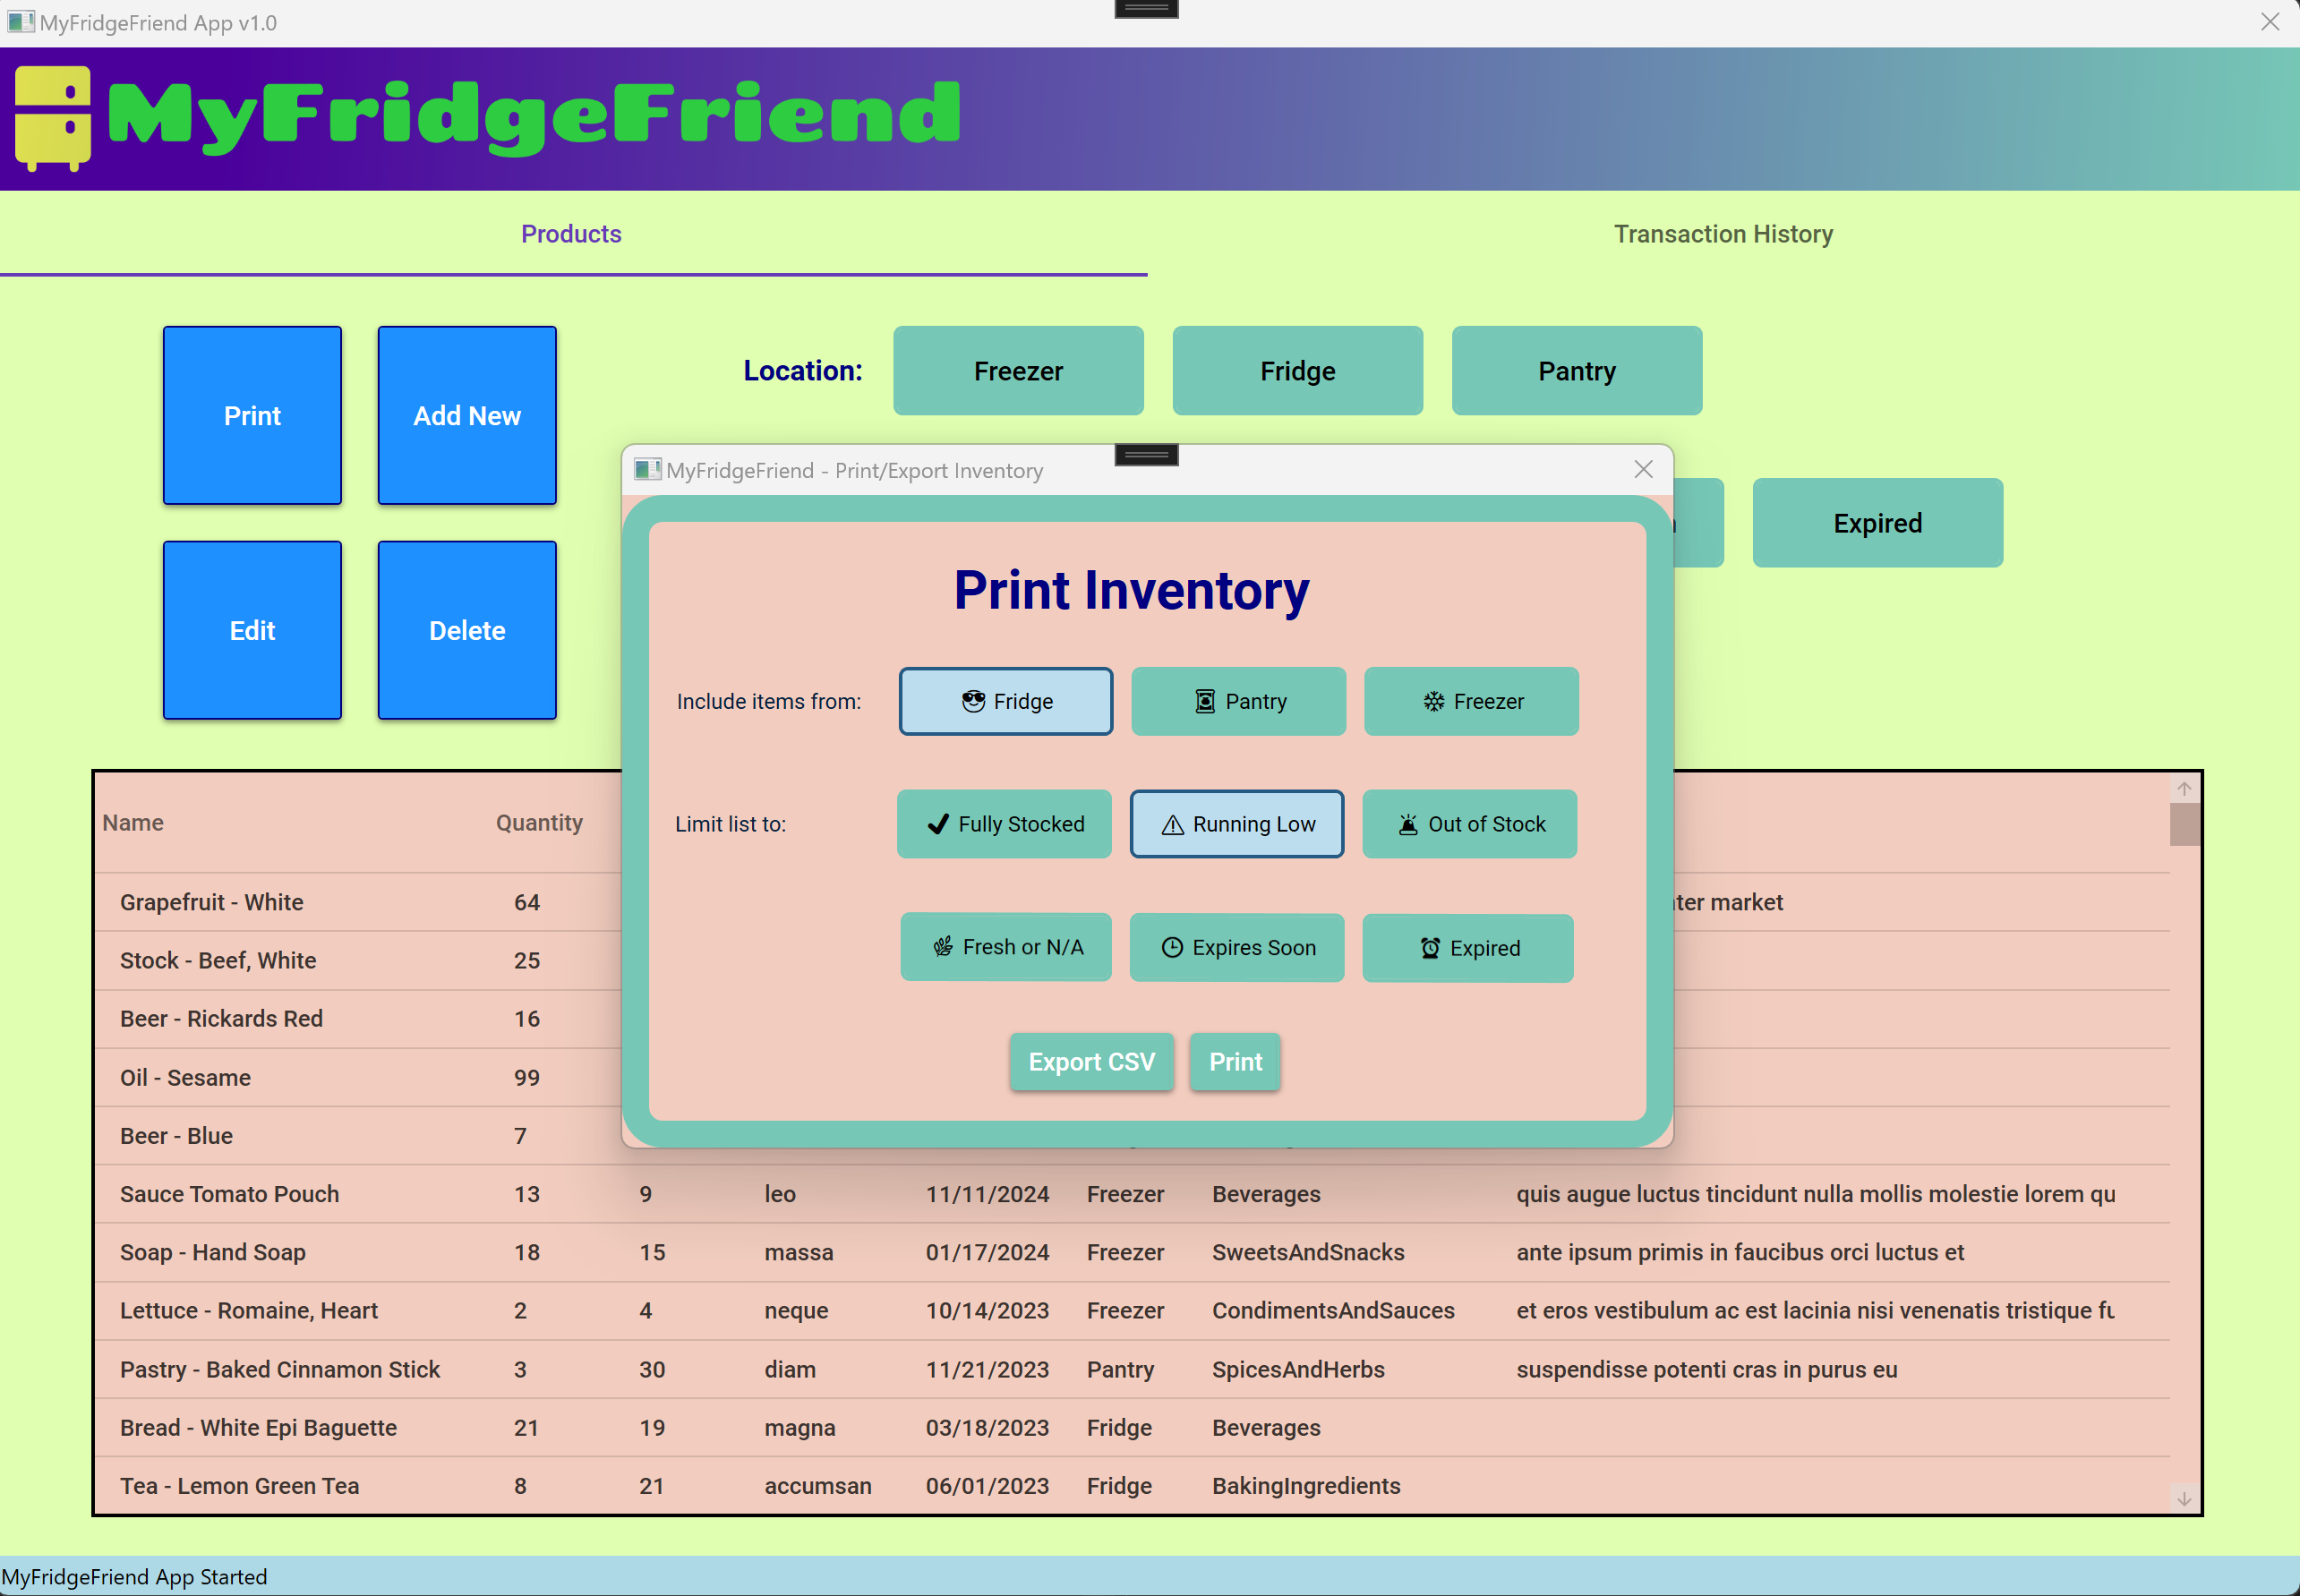 MyFridgeFriend App v1.0
MyFridgeFriend
Products
Transaction History
Print
Add New
Location:
Freezer
Fridge
Pantry
Expired
Edit
Delete
MyFridgeFriend - Print/Export Inventory
Print Inventory
Include items from:
Fridge
Pantry
Freezer
Limit list to:
Fully Stocked
Running Low
Out of Stock
Fresh or N/A
Expires Soon
Expired
Export CSV
Print
Name Quantity
Grapefruit - White 64 market
Stock - Beef, White 25
Beer - Rickards Red 16
Oil - Sesame 99
Beer - Blue 7
Sauce Tomato Pouch 13 9 leo 11/11/2024 Freezer Beverages quis augue luctus tincidunt nulla mollis molestie lorem qu
Soap - Hand Soap 18 15 massa 01/17/2024 Freezer SweetsAndSnacks ante ipsum primis in faucibus orci luctus et
Lettuce - Romaine, Heart 2 4 neque 10/14/2023 Freezer CondimentsAndSauces et eros vestibulum ac est lacinia nisi venenatis tristique fu
Pastry - Baked Cinnamon Stick 3 30 diam 11/21/2023 Pantry SpicesAndHerbs suspendisse potenti cras in purus eu
Bread - White Epi Baguette 21 19 magna 03/18/2023 Fridge Beverages
Tea - Lemon Green Tea 8 21 accumsan 06/01/2023 Fridge BakingIngredients
MyFridgeFriend App Started